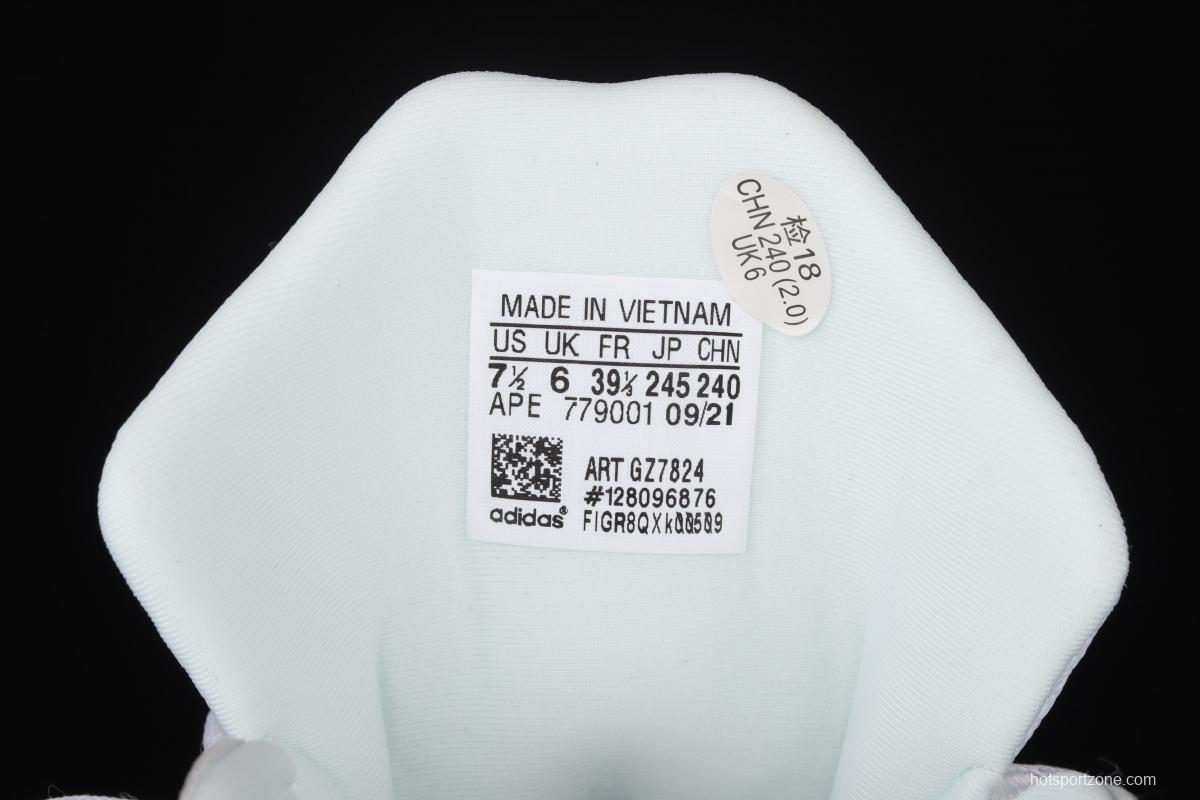 检18
CHN 240 (2.0)
UK6
MADE IN VIETNAM
US UK FR JP CHN
7½ 6 39⅓ 245 240
APE 779001 09/21
ART GZ7824
#128096876
adidas®
hotsportzone.com